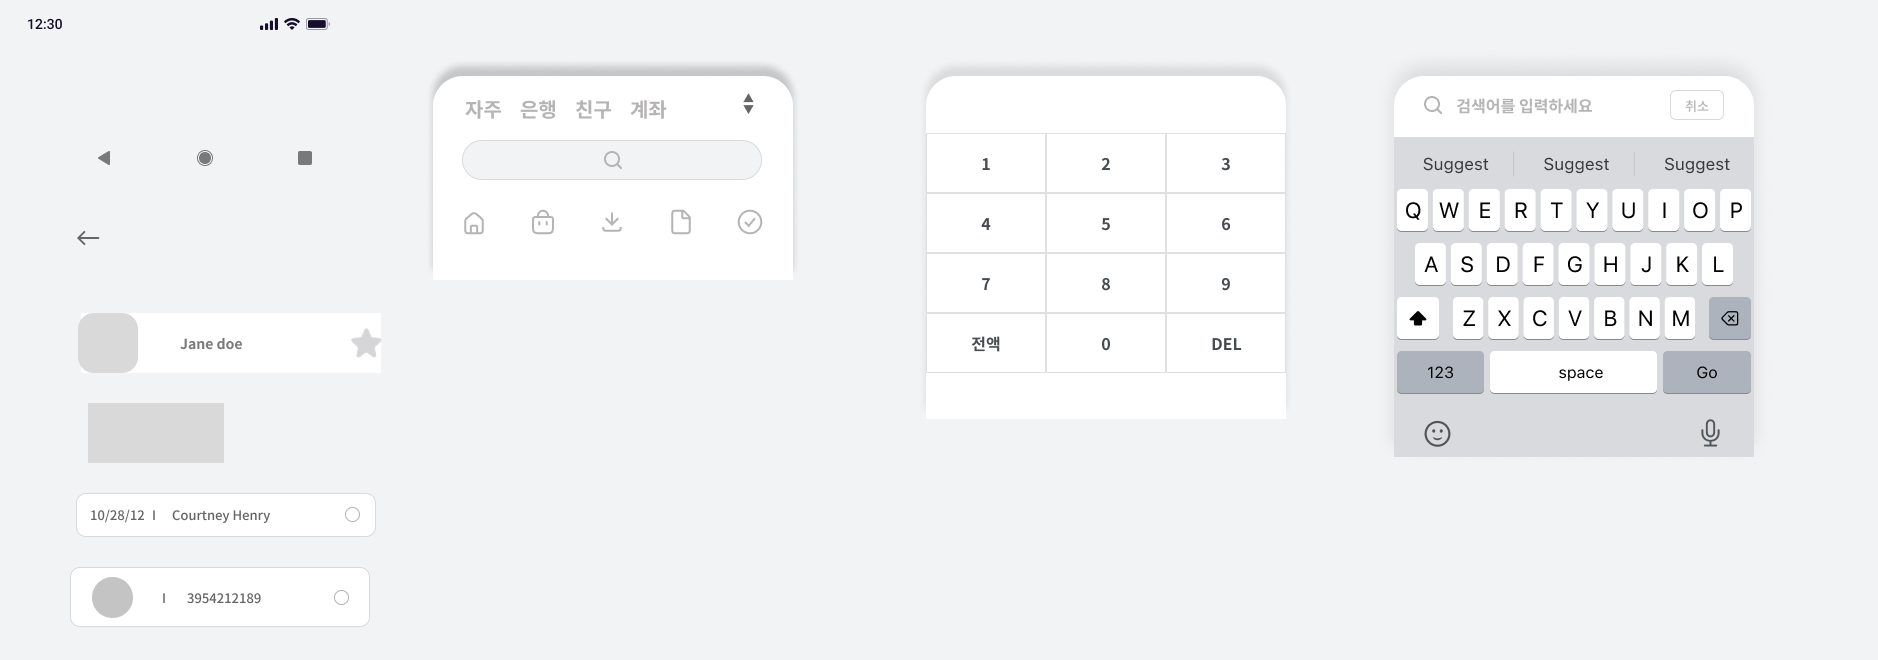 12:30
Jane doe
10/28/12 I Courtney Henry
I 3954212189
자주 은행 친구 계좌
1 2 3
4 5 6
7 8 9
전액 0 DEL
검색어를 입력하세요 취소
Suggest Suggest Suggest
Q W E R T Y U I O P
A S D F G H J K L
Z X C V B N M
123 space Go